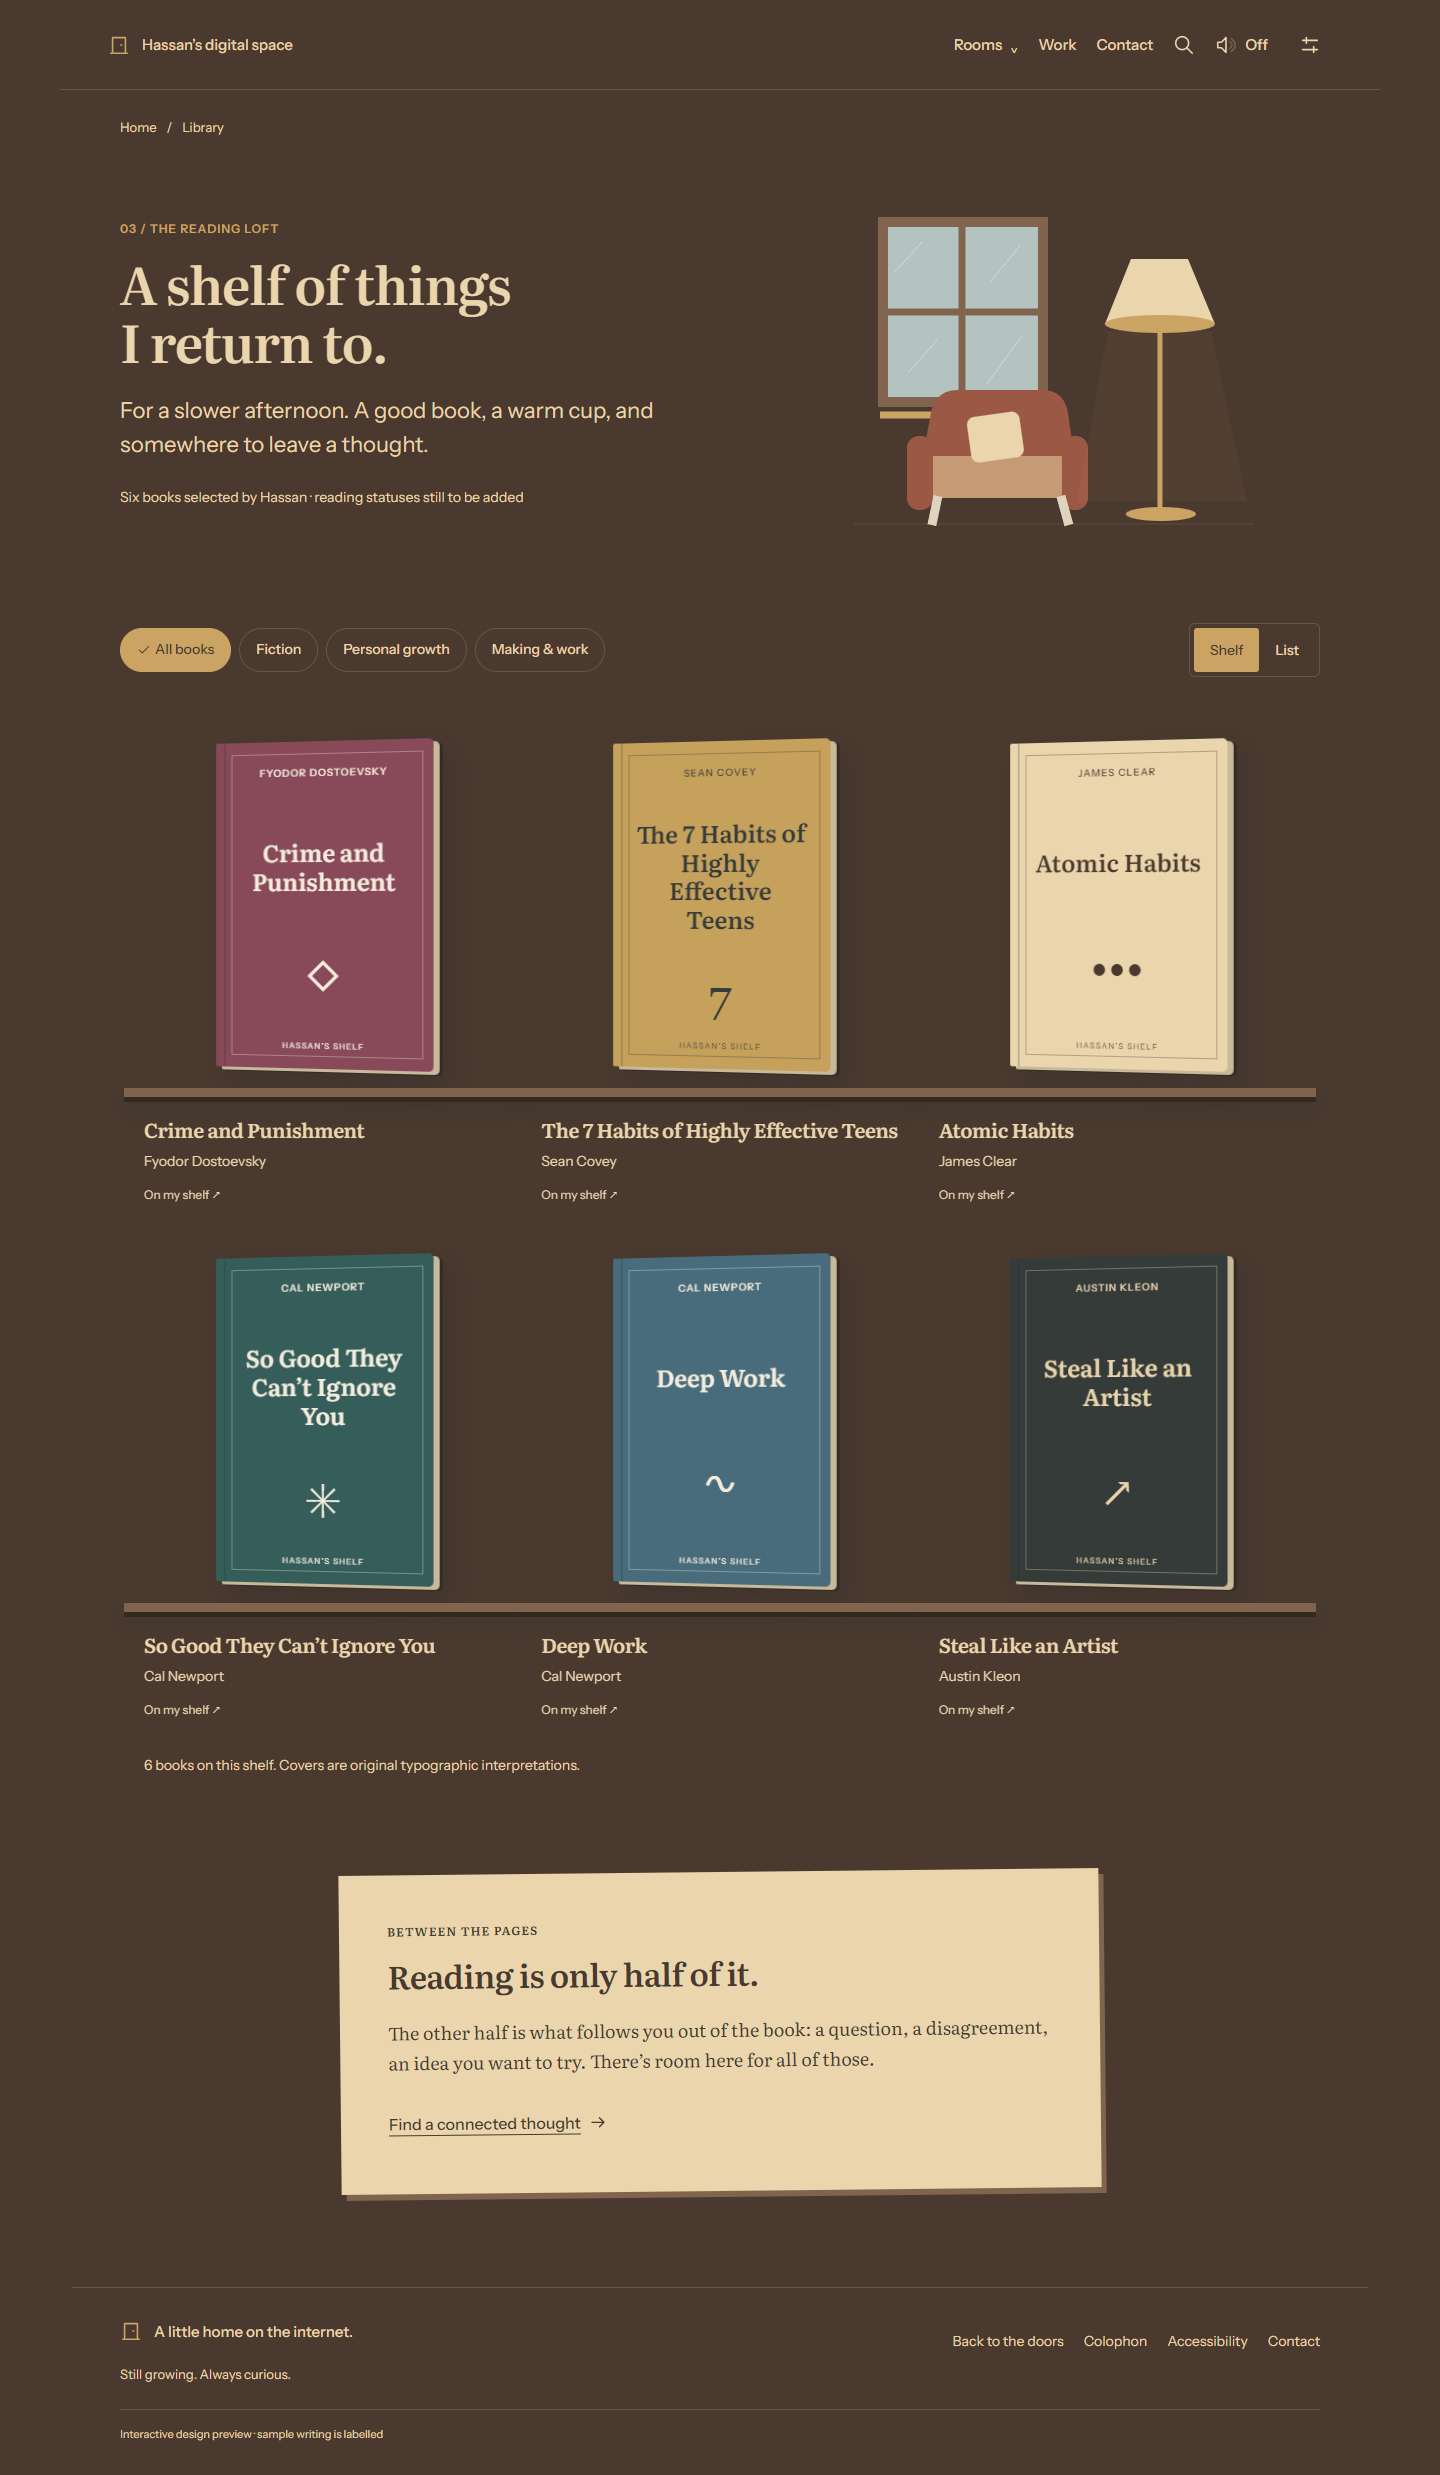 Hassan's digital space
Rooms Work Contact Off
Home / Library
03 / THE READING LOFT
A shelf of things
I return to.
For a slower afternoon. A good book, a warm cup, and
somewhere to leave a thought.
Six books selected by Hassan · reading statuses still to be added
✓ All books Fiction Personal growth Making & work
Shelf List
FYODOR DOSTOEVSKY
Crime and
Punishment
◇
HASSAN'S SHELF
SEAN COVEY
The 7 Habits of
Highly
Effective
Teens
7
HASSAN'S SHELF
JAMES CLEAR
Atomic Habits
●●●
HASSAN'S SHELF
Crime and Punishment
Fyodor Dostoevsky
On my shelf ↗
The 7 Habits of Highly Effective Teens
Sean Covey
On my shelf ↗
Atomic Habits
James Clear
On my shelf ↗
CAL NEWPORT
So Good They
Can’t Ignore
You
✳
HASSAN'S SHELF
CAL NEWPORT
Deep Work
∿
HASSAN'S SHELF
AUSTIN KLEON
Steal Like an
Artist
↗
HASSAN'S SHELF
So Good They Can’t Ignore You
Cal Newport
On my shelf ↗
Deep Work
Cal Newport
On my shelf ↗
Steal Like an Artist
Austin Kleon
On my shelf ↗
6 books on this shelf. Covers are original typographic interpretations.
BETWEEN THE PAGES
Reading is only half of it.
The other half is what follows you out of the book: a question, a disagreement,
an idea you want to try. There’s room here for all of those.
Find a connected thought →
A little home on the internet.
Still growing. Always curious.
Back to the doors Colophon Accessibility Contact
Interactive design preview · sample writing is labelled